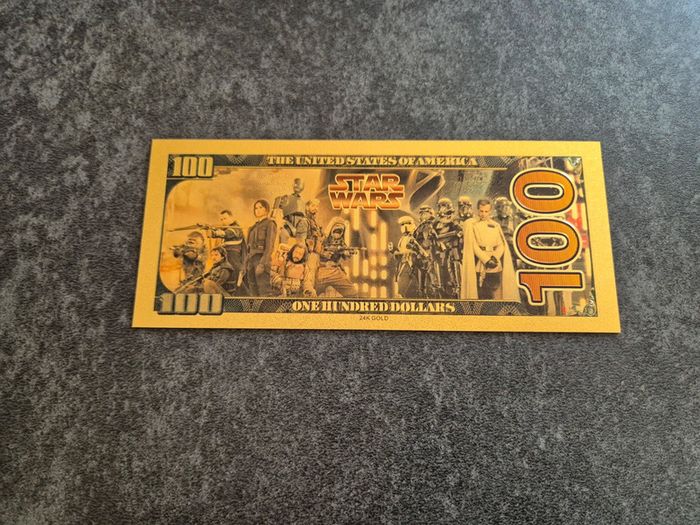 100
THE UNITED STATES OF AMERICA
STAR
WARS
100
100
ONE HUNDRED DOLLARS
24K GOLD